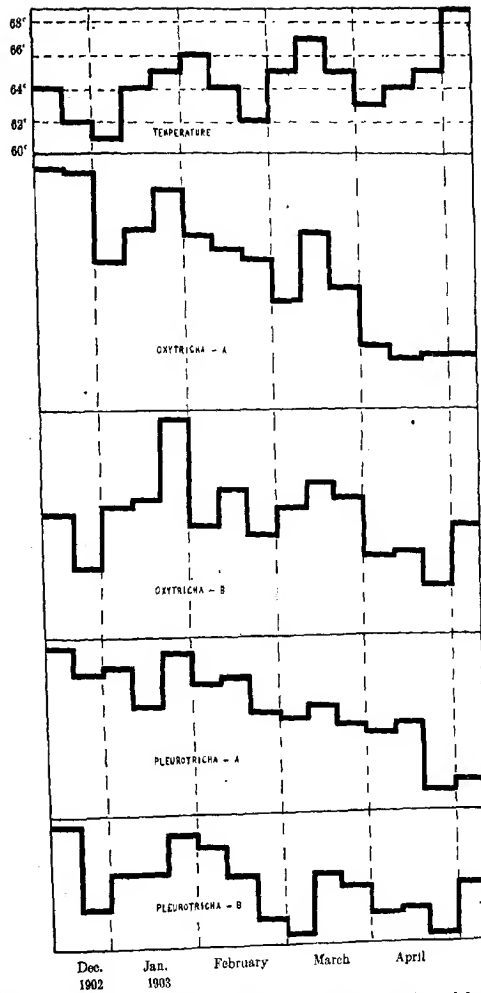 68°
66°
64°
62°
60°
TEMPERATURE
OXYTRICHA - A
OXYTRICHA - B
PLEUROTRICHA - A
PLEUROTRICHA - B
Dec. Jan. February March April
1902 1903